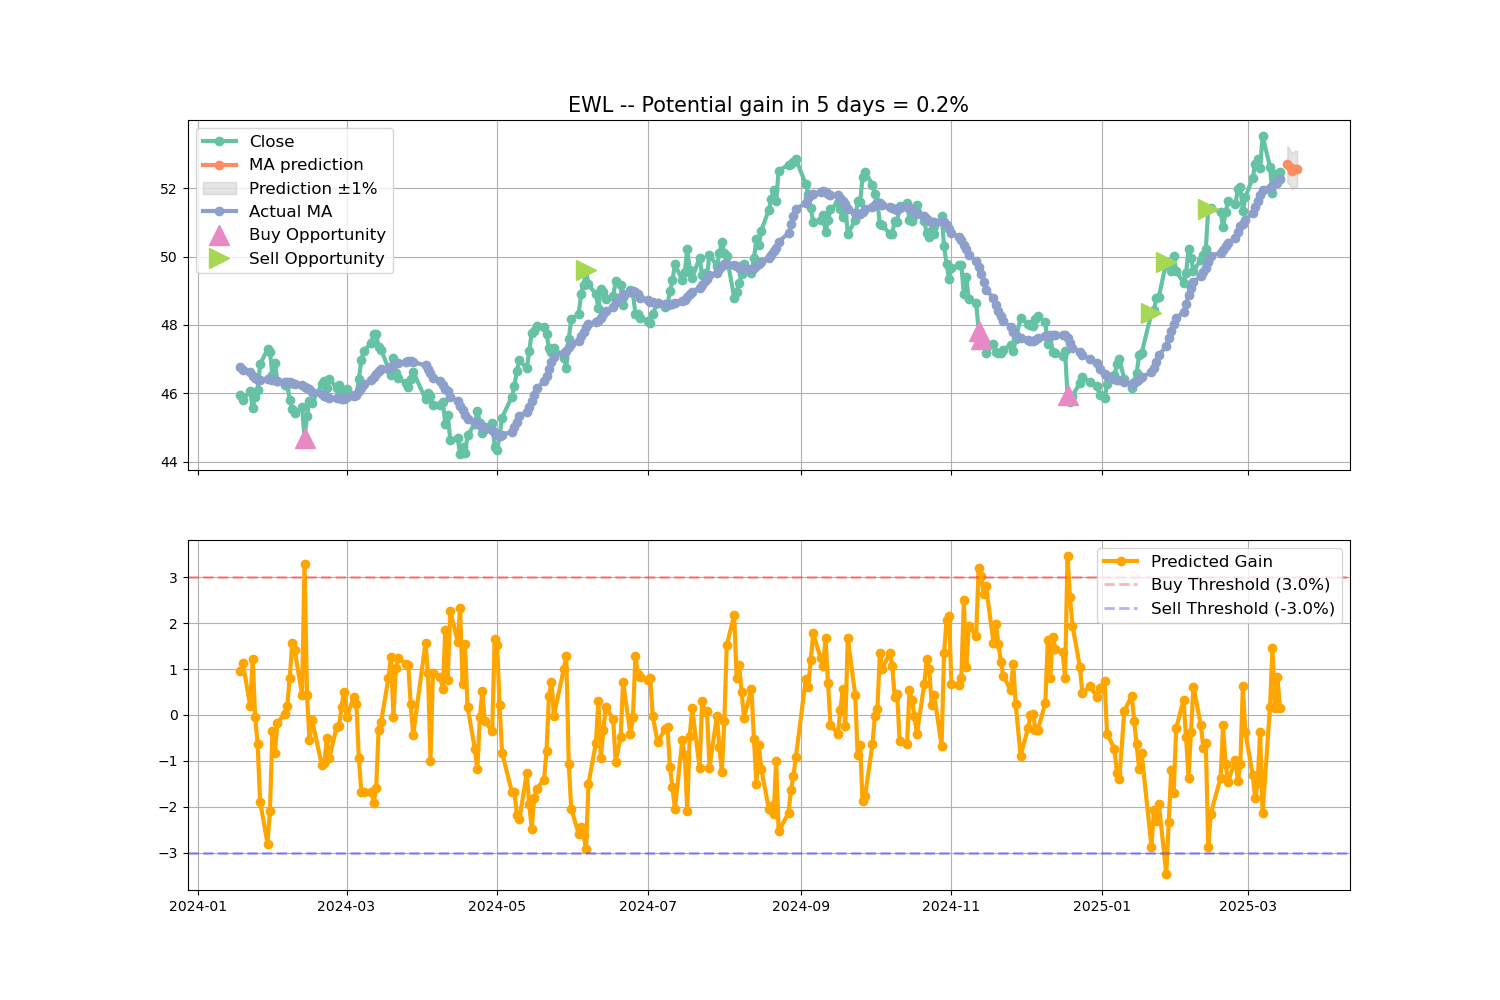 EWL -- Potential gain in 5 days = 0.2%
Close
MA prediction
Prediction ±1%
Actual MA
Buy Opportunity
Sell Opportunity
52
50
48
46
44
Predicted Gain
Buy Threshold (3.0%)
Sell Threshold (-3.0%)
3
2
1
0
−1
−2
−3
2024-01 2024-03 2024-05 2024-07 2024-09 2024-11 2025-01 2025-03